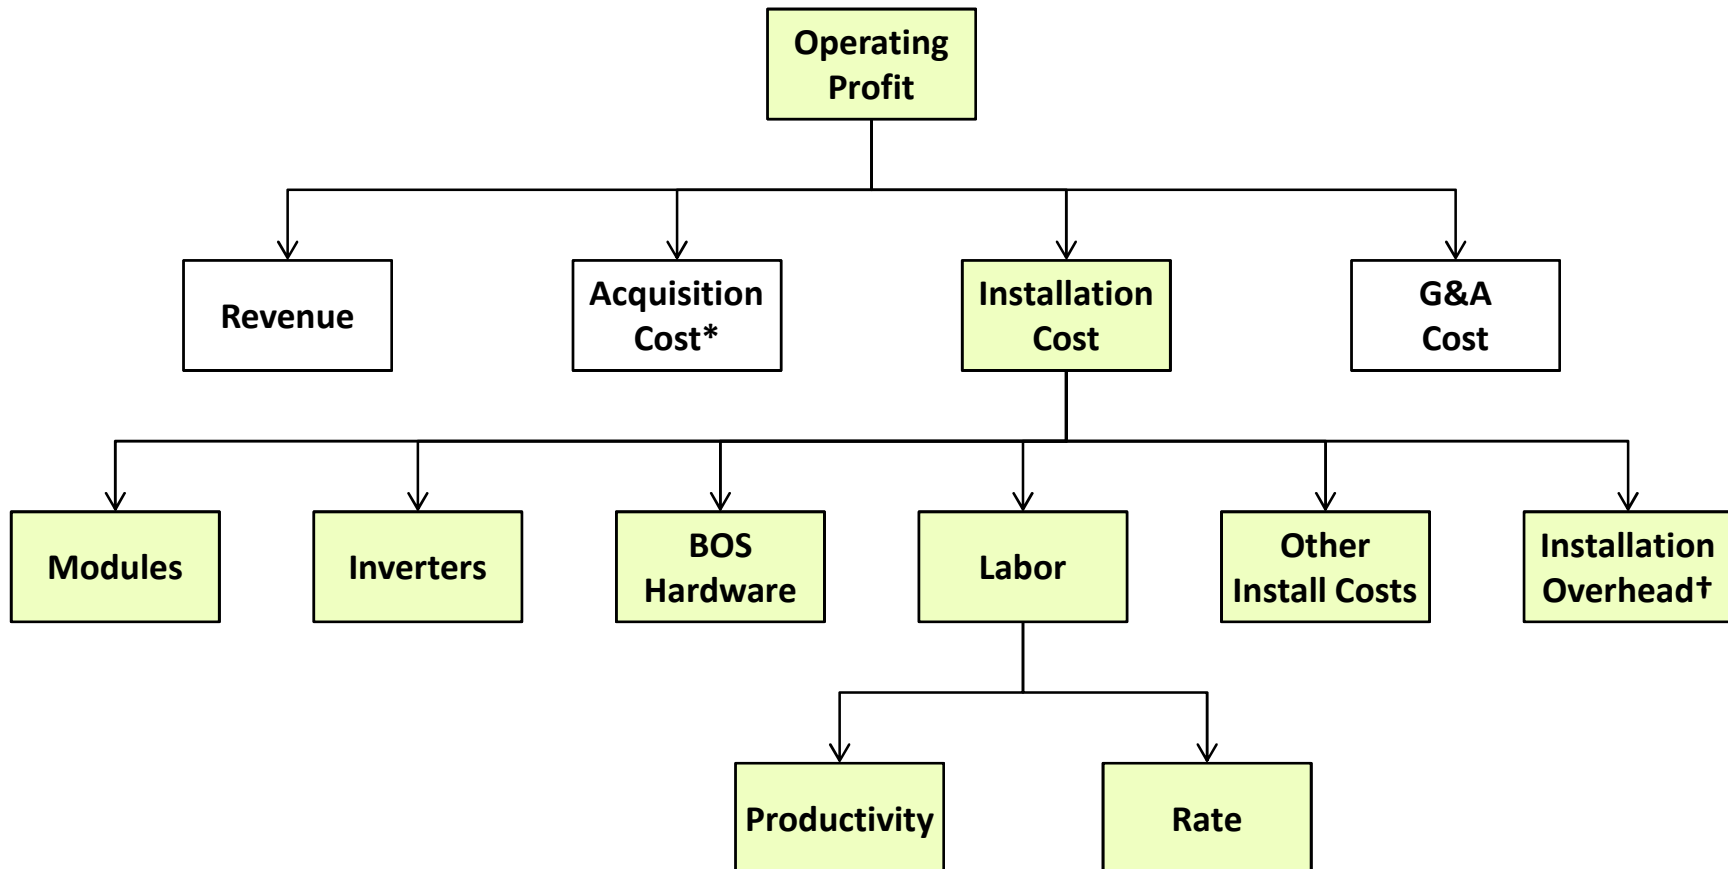 Operating
Profit
Revenue
Acquisition
Cost*
Installation
Cost
G&A
Cost
Modules
Inverters
BOS
Hardware
Labor
Other
Install Costs
Installation
Overhead†
Productivity
Rate